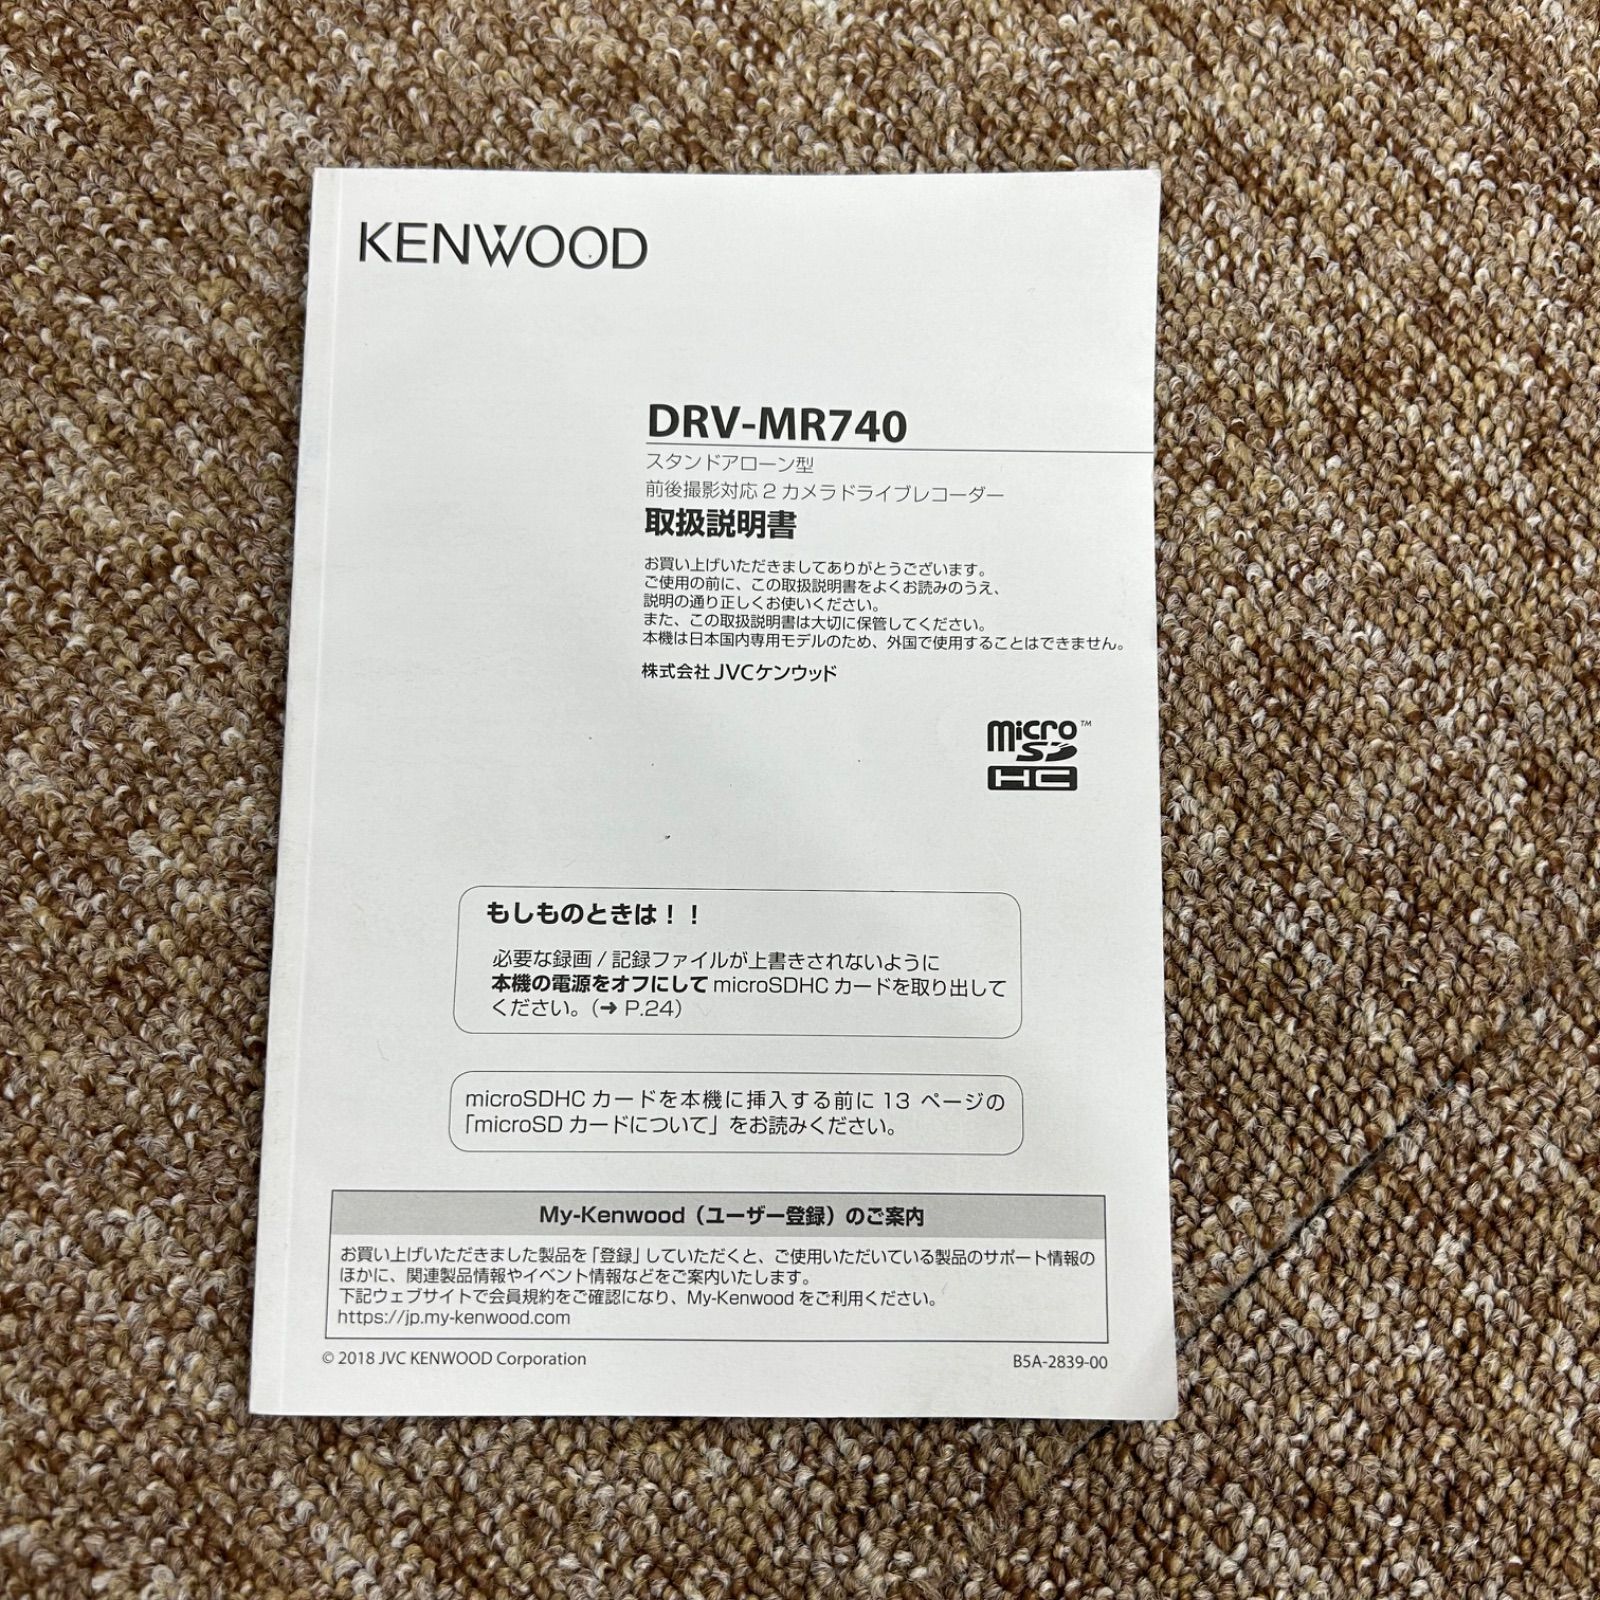 KENWOOD
DRV-MR740
スタンドアローン型
前後撮影対応2カメラドライブレコーダー
取扱説明書
お買い上げいただきましてありがとうございます。
ご使用の前に、この取扱説明書をよくお読みのうえ、
説明の通り正しくお使いください。
また、この取扱説明書は大切に保管してください。
本機は日本国内専用モデルのため、外国で使用することはできません。
株式会社 JVCケンウッド
micro™
SD
HC
もしものときは！！
必要な録画 / 記録ファイルが上書きされないように
本機の電源をオフにして microSDHC カードを取り出して
ください。（➜ P.24）
microSDHC カードを本機に挿入する前に 13 ページの
「microSD カードについて」をお読みください。
My-Kenwood（ユーザー登録）のご案内
お買い上げいただきました製品を「登録」していただくと、ご使用いただいている製品のサポート情報の
ほかに、関連製品情報やイベント情報などをご案内いたします。
下記ウェブサイトで会員規約をご確認になり、My-Kenwood をご利用ください。
https://jp.my-kenwood.com
© 2018 JVC KENWOOD Corporation
B5A-2839-00